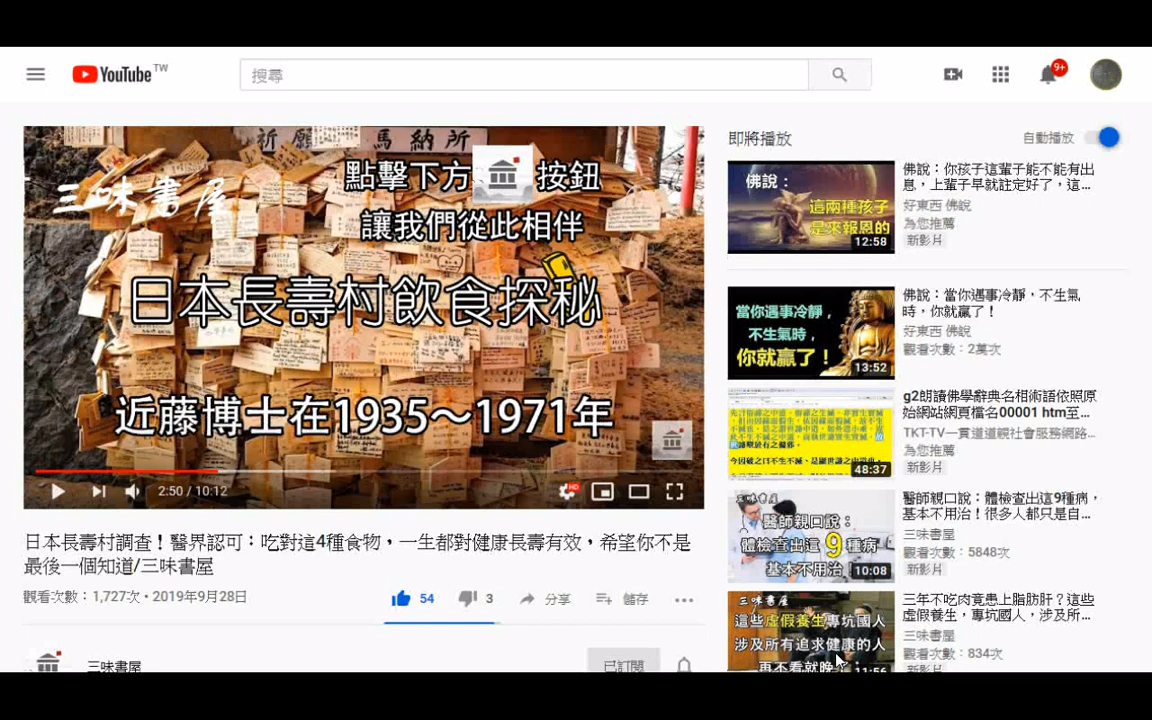 YouTube TW
搜尋
9+
祈願 馬納所
點擊下方 按鈕
三味書屋
讓我們從此相伴
日本長壽村飲食探秘
近藤博士在1935～1971年
2:50 / 10:12
HD
日本長壽村調查！醫界認可：吃對這4種食物，一生都對健康長壽有效，希望你不是
最後一個知道/三味書屋
觀看次數：1,727次 • 2019年9月28日
54
3
分享
儲存
三味書屋
已訂閱
即將播放
自動播放
佛說：
這兩種孩子
是來報恩的
12:58
佛說：你孩子這輩子能不能有出
息，上輩子早就註定好了，這...
好東西 佛說
為您推薦
新影片
當你遇事冷靜，
不生氣時，
你就贏了！
13:52
佛說：當你遇事冷靜，不生氣
時，你就贏了！
好東西 佛說
觀看次數：2萬次
48:37
g2朗讀佛學辭典名相術語依照原
始網站網頁檔名00001 htm至...
TKT-TV一貫道道親社會服務網路...
為您推薦
新影片
三味書屋
醫師親口說：
體檢查出這9種病
基本不用治
10:08
醫師親口說：體檢查出這9種病，
基本不用治！很多人都只是自...
三味書屋
觀看次數：5848次
新影片
三味書屋
這些虛假養生專坑國人
涉及所有追求健康的人
再不看就晚了！
11:56
三年不吃肉竟患上脂肪肝？這些
虛假養生，專坑國人，涉及所...
三味書屋
觀看次數：834次
新影片